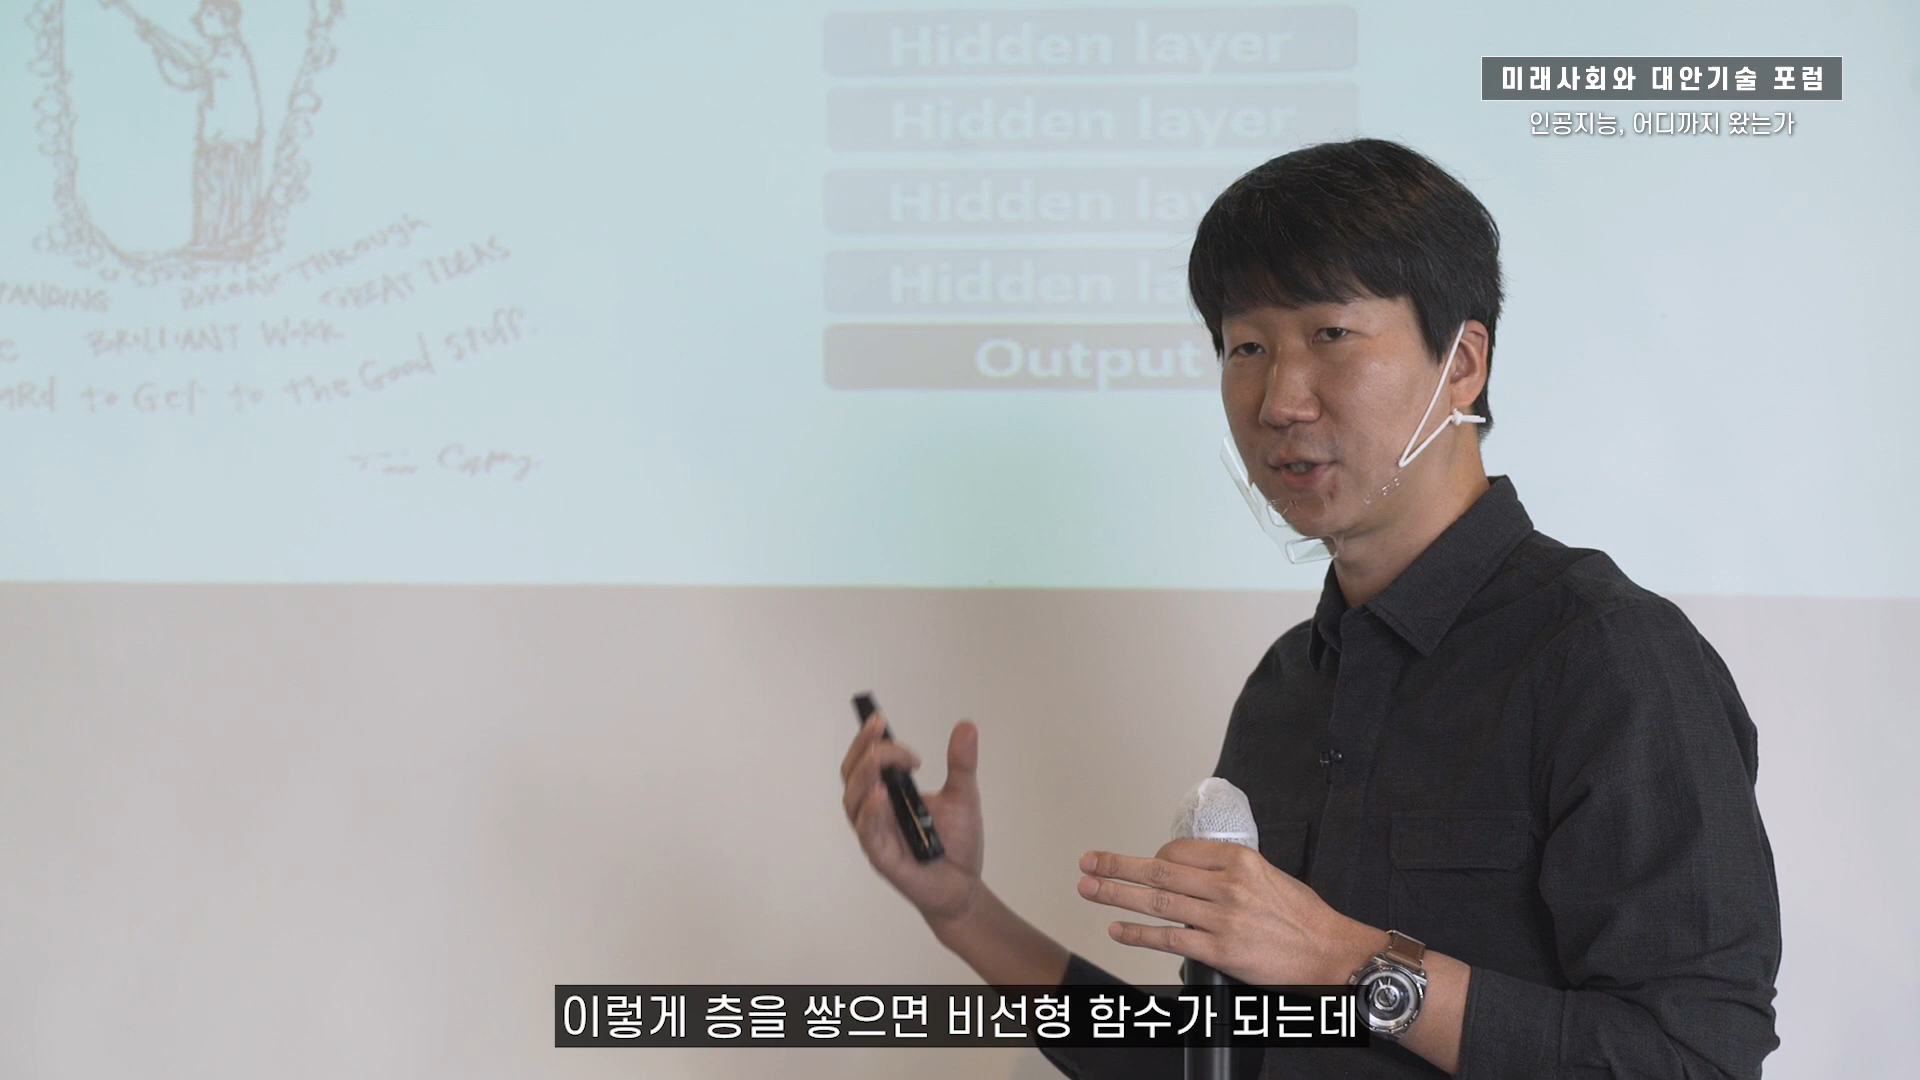 Hidden layer
Hidden layer
Hidden
Hidden
Output
미래사회와 대안기술 포럼
인공지능, 어디까지 왔는가
BREAK THROUGH
GREAT IDEAS
BRILLIANT WORK
to Get to the Good Stuff.
이렇게 층을 쌓으면 비선형 함수가 되는데